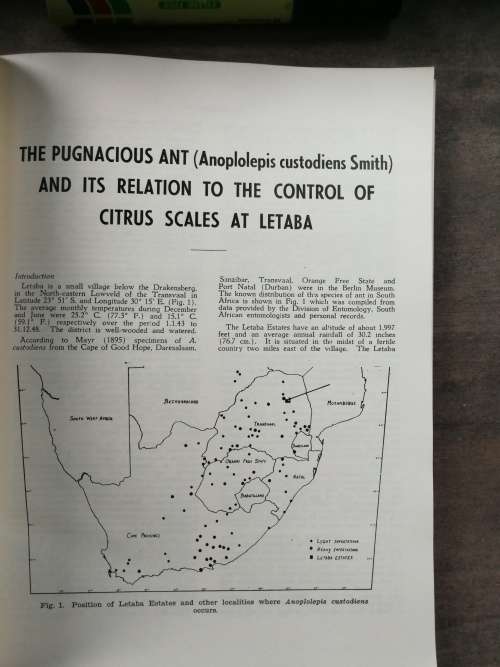 THE PUGNACIOUS ANT (Anoplolepis custodiens Smith)
AND ITS RELATION TO THE CONTROL OF
CITRUS SCALES AT LETABA
Introduction
Letaba is a small village below the Drakensberg,
in the North-eastern Lowveld of the Transvaal in
Latitude 23° 51' S. and Longitude 30° 15' E. (Fig. 1).
The average monthly temperatures during December
and June were 25.2° C. (77.5° F.) and 15.1° C.
(59.1° F.) respectively over the period 1.1.43 to
31.12.48. The district is well-wooded and watered.
According to Mayr (1895) specimens of A.
custodiens from the Cape of Good Hope, Daressalaam,
Sansibar, Transvaal, Orange Free State and
Port Natal (Durban) were in the Berlin Museum.
The known distribution of this species of ant in South
Africa is shown in Fig. 1 which was compiled from
data provided by the Division of Entomology, South
African entomologists and personal records.
The Letaba Estates have an altitude of about 1,997
feet and an average annual rainfall of 30.2 inches
(76.7 cm.). It is situated in the midst of a fertile
country two miles east of the village. The Letaba
BECHUANALAND
MOZAMBIQUE
SOUTH WEST AFRICA
TRANSVAAL
SWAZILAND
ORANGE FREE STATE
NATAL
BASUTOLAND
CAPE PROVINCE
LIGHT INFESTATIONS
HEAVY INFESTATIONS
LETABA ESTATES
Fig. 1. Position of Letaba Estates and other localities where Anoplolepis custodiens
occurs.